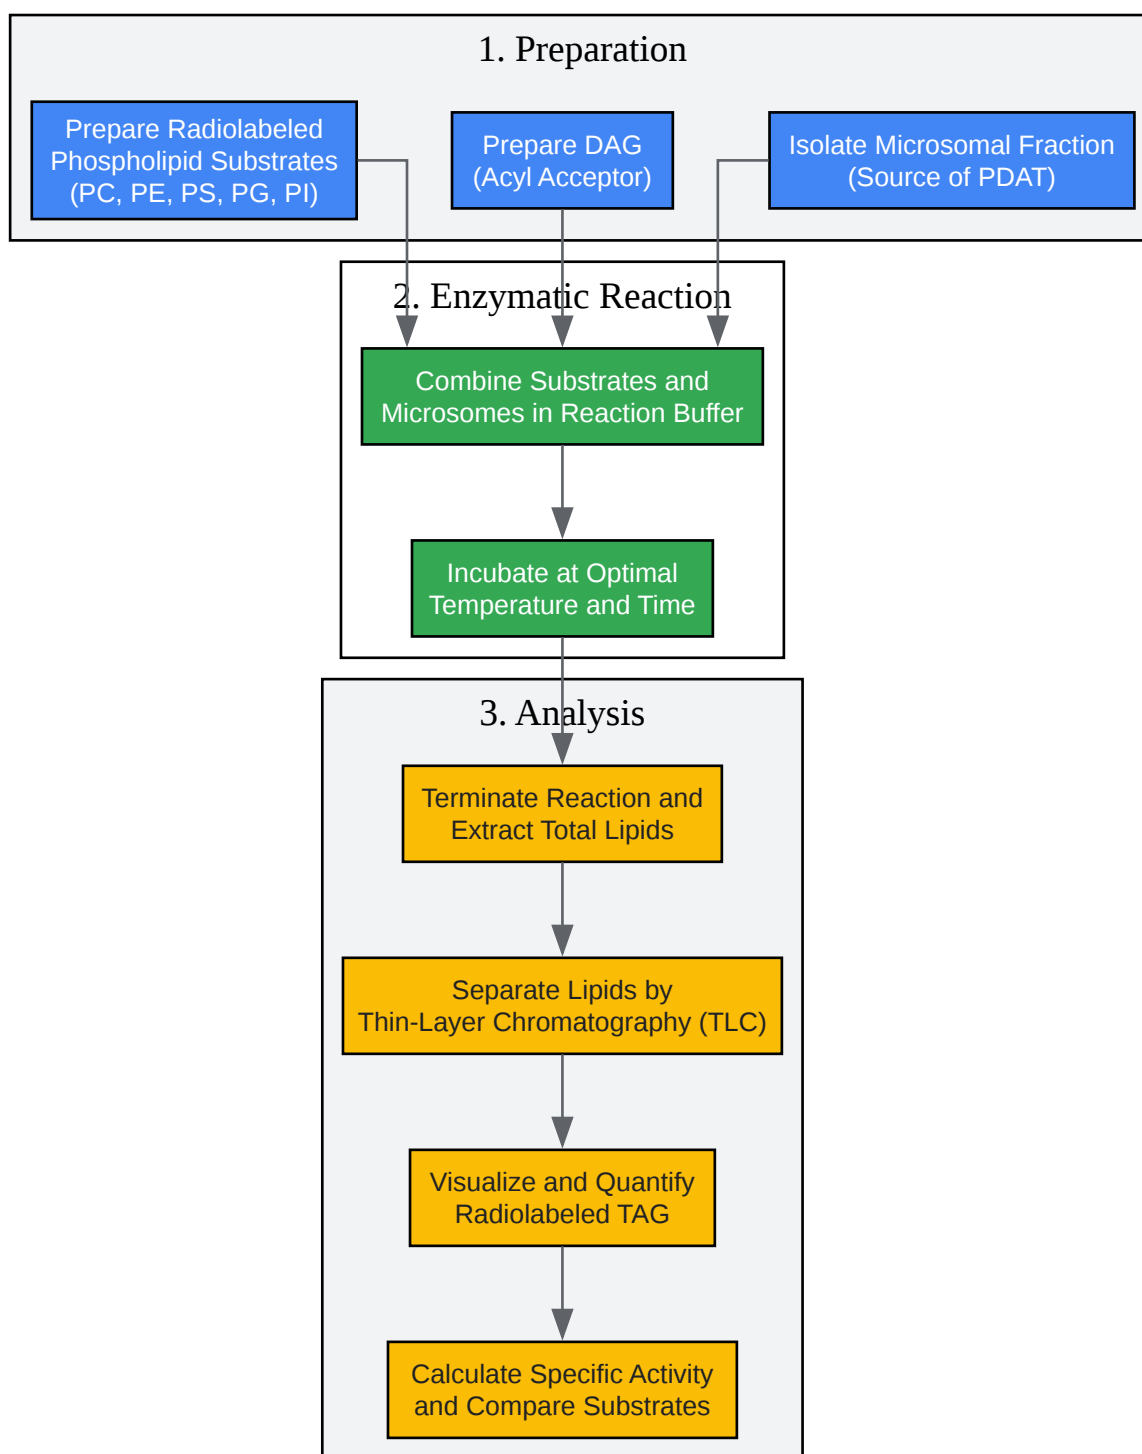 1. Preparation
Prepare Radiolabeled
Phospholipid Substrates
(PC, PE, PS, PG, PI)
Prepare DAG
(Acyl Acceptor)
Isolate Microsomal Fraction
(Source of PDAT)
2. Enzymatic Reaction
Combine Substrates and
Microsomes in Reaction Buffer
Incubate at Optimal
Temperature and Time
3. Analysis
Terminate Reaction and
Extract Total Lipids
Separate Lipids by
Thin-Layer Chromatography (TLC)
Visualize and Quantify
Radiolabeled TAG
Calculate Specific Activity
and Compare Substrates